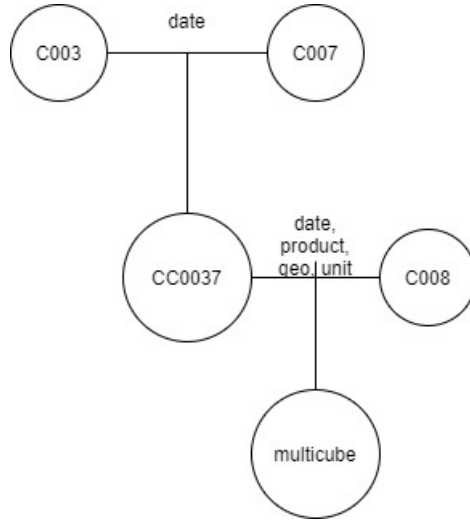 date
C003
C007
date,
product,
geo, unit
CC0037
C008
multicube